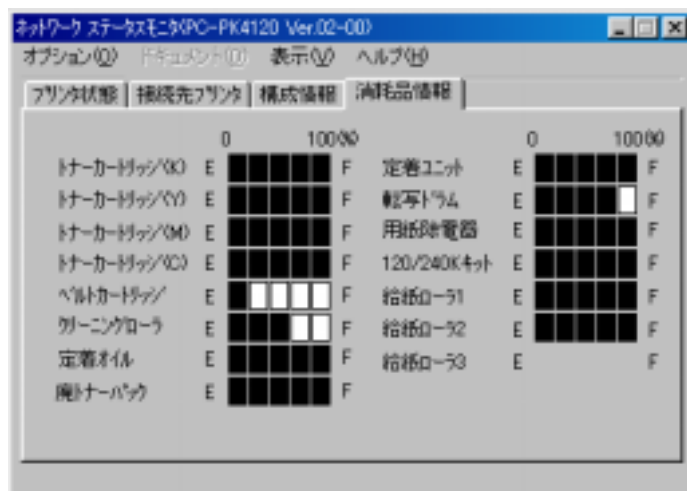 ネットワーク ステータスモニタ(PC-PK4120 Ver.02-00)
オプション(O) ドキュメント(D) 表示(V) ヘルプ(H)
プリンタ状態 接続先プリンタ 構成情報 消耗品情報
0 100(%) 0 100(%)
トナーカートリッジ(K) E F 定着ユニット E F
トナーカートリッジ(Y) E F 転写ドラム E F
トナーカートリッジ(M) E F 用紙除電器 E F
トナーカートリッジ(C) E F 120/240Kキット E F
ベルトカートリッジ E F 給紙ローラ1 E F
クリーニングローラ E F 給紙ローラ2 E F
定着オイル E F 給紙ローラ3 E F
廃トナーパック E F